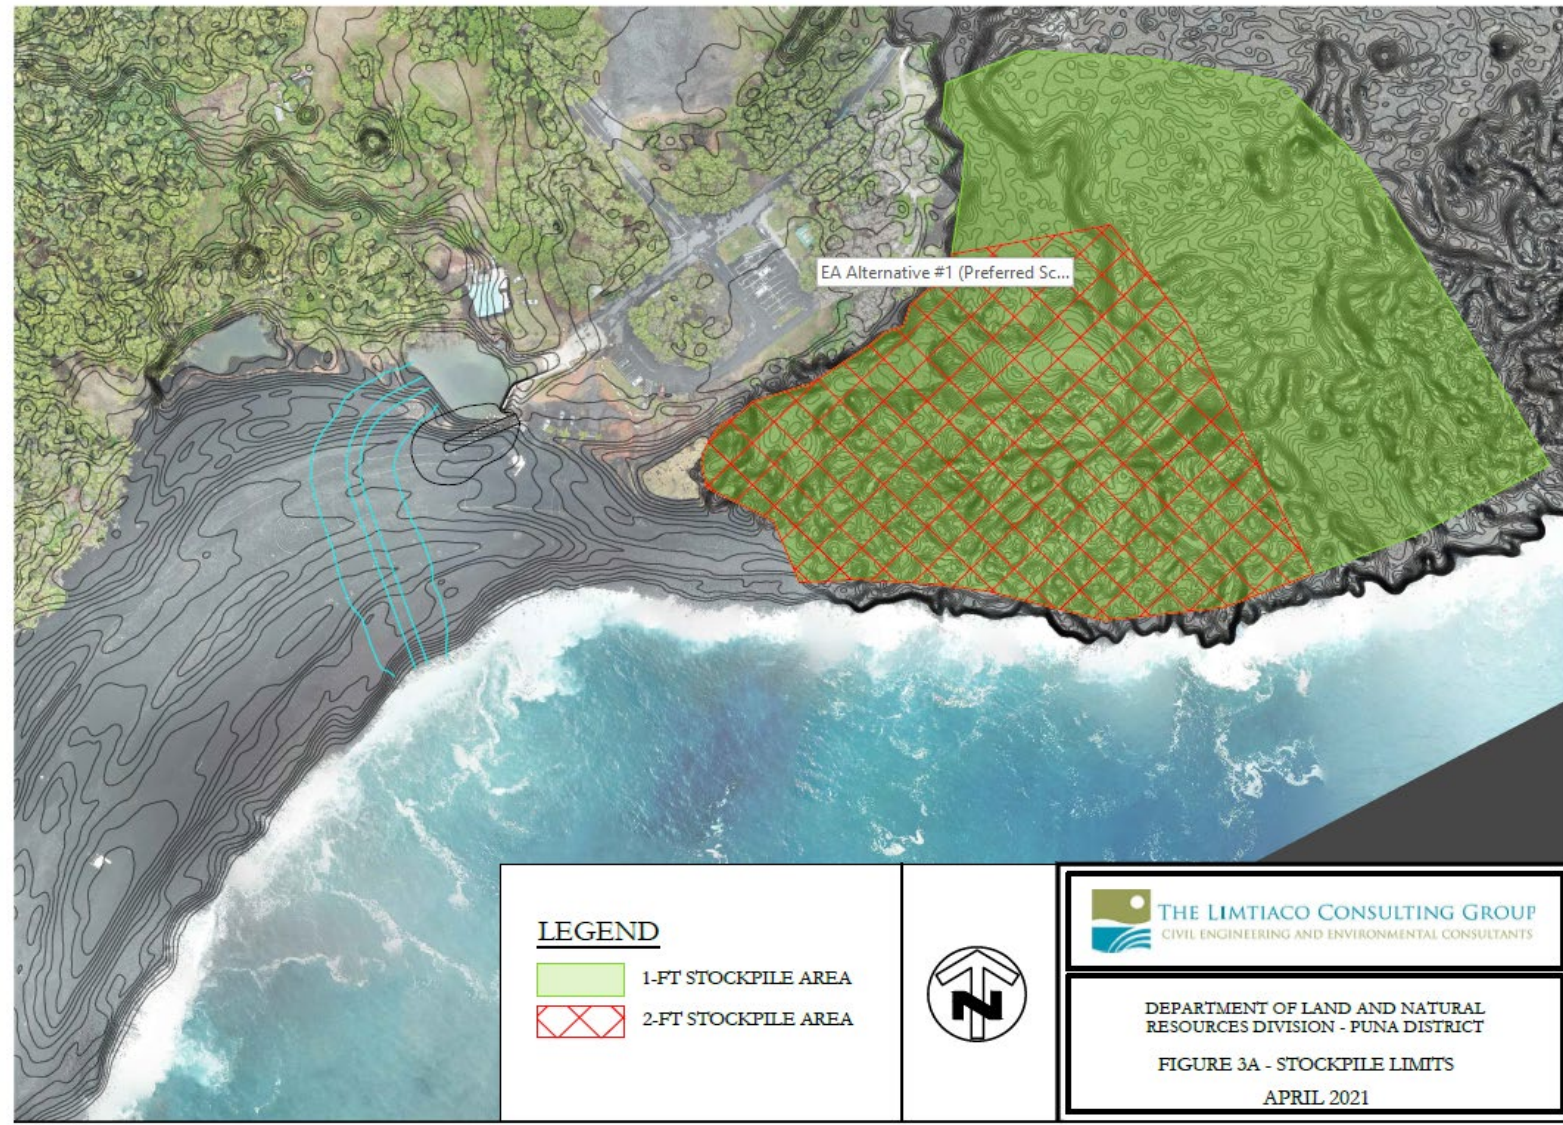 EA Alternative #1 (Preferred Sc...
LEGEND
1-FT STOCKPILE AREA
2-FT STOCKPILE AREA
N
THE LIMTIACO CONSULTING GROUP
CIVIL ENGINEERING AND ENVIRONMENTAL CONSULTANTS
DEPARTMENT OF LAND AND NATURAL
RESOURCES DIVISION - PUNA DISTRICT
FIGURE 3A - STOCKPILE LIMITS
APRIL 2021